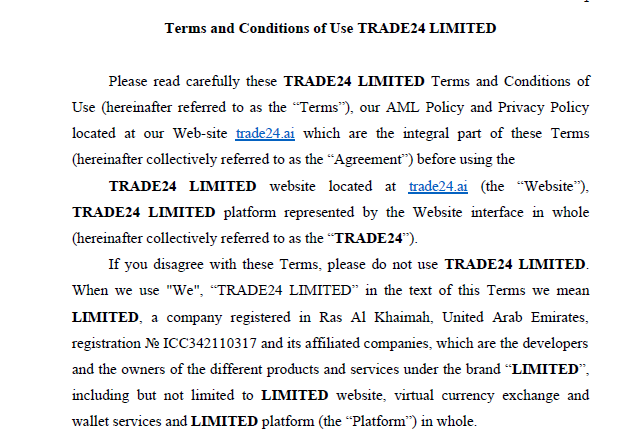 Terms and Conditions of Use TRADE24 LIMITED
Please read carefully these TRADE24 LIMITED Terms and Conditions of
Use (hereinafter referred to as the “Terms”), our AML Policy and Privacy Policy
located at our Web-site trade24.ai which are the integral part of these Terms
(hereinafter collectively referred to as the “Agreement”) before using the
TRADE24 LIMITED website located at trade24.ai (the “Website”),
TRADE24 LIMITED platform represented by the Website interface in whole
(hereinafter collectively referred to as the “TRADE24”).
If you disagree with these Terms, please do not use TRADE24 LIMITED.
When we use "We", “TRADE24 LIMITED” in the text of this Terms we mean
LIMITED, a company registered in Ras Al Khaimah, United Arab Emirates,
registration № ICC342110317 and its affiliated companies, which are the developers
and the owners of the different products and services under the brand “LIMITED”,
including but not limited to LIMITED website, virtual currency exchange and
wallet services and LIMITED platform (the “Platform”) in whole.